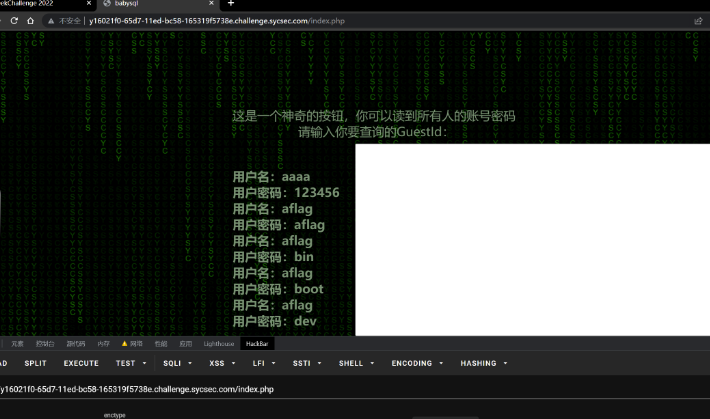 ekChallenge 2022
babysql
不安全 y16021f0-65d7-11ed-bc58-165319f5738e.challenge.sycsec.com/index.php
这是一个神奇的按钮，你可以读到所有人的账号密码
请输入你要查询的GuestId：
用户名：aaaa
用户密码：123456
用户名：aflag
用户密码：aflag
用户名：aflag
用户密码：bin
用户名：aflag
用户密码：boot
用户名：aflag
用户密码：dev
元素 控制台 源代码 内存 网络 性能 应用 Lighthouse HackBar
AD SPLIT EXECUTE TEST SQLI XSS LFI SSTI SHELL ENCODING HASHING
y16021f0-65d7-11ed-bc58-165319f5738e.challenge.sycsec.com/index.php
enctype